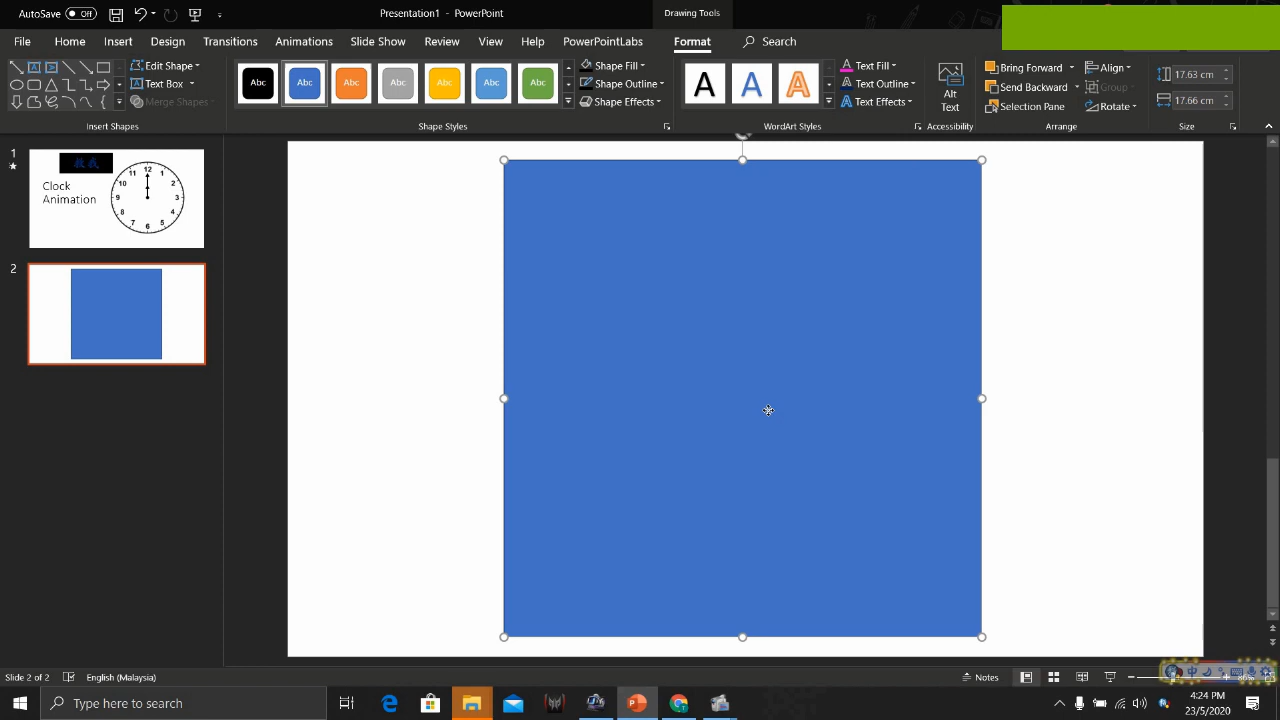 AutoSave Off
Presentation1 - PowerPoint
Drawing Tools
File Home Insert Design Transitions Animations Slide Show Review View Help PowerPointLabs Format Search
Edit Shape
Text Box
Merge Shapes
Insert Shapes
Abc Abc Abc Abc Abc Abc Abc
Shape Fill
Shape Outline
Shape Effects
Shape Styles
A A A
Text Fill
Text Outline
Text Effects
WordArt Styles
Alt
Text
Accessibility
Bring Forward
Send Backward
Selection Pane
Align
Group
Rotate
Arrange
17.63 cm
17.66 cm
Size
1
教我
Clock
Animation
12
1
2
3
4
5
6
7
8
9
10
11
2
Slide 2 of 2
English (Malaysia)
Notes
中
Type here to search
4:24 PM
23/5/2020